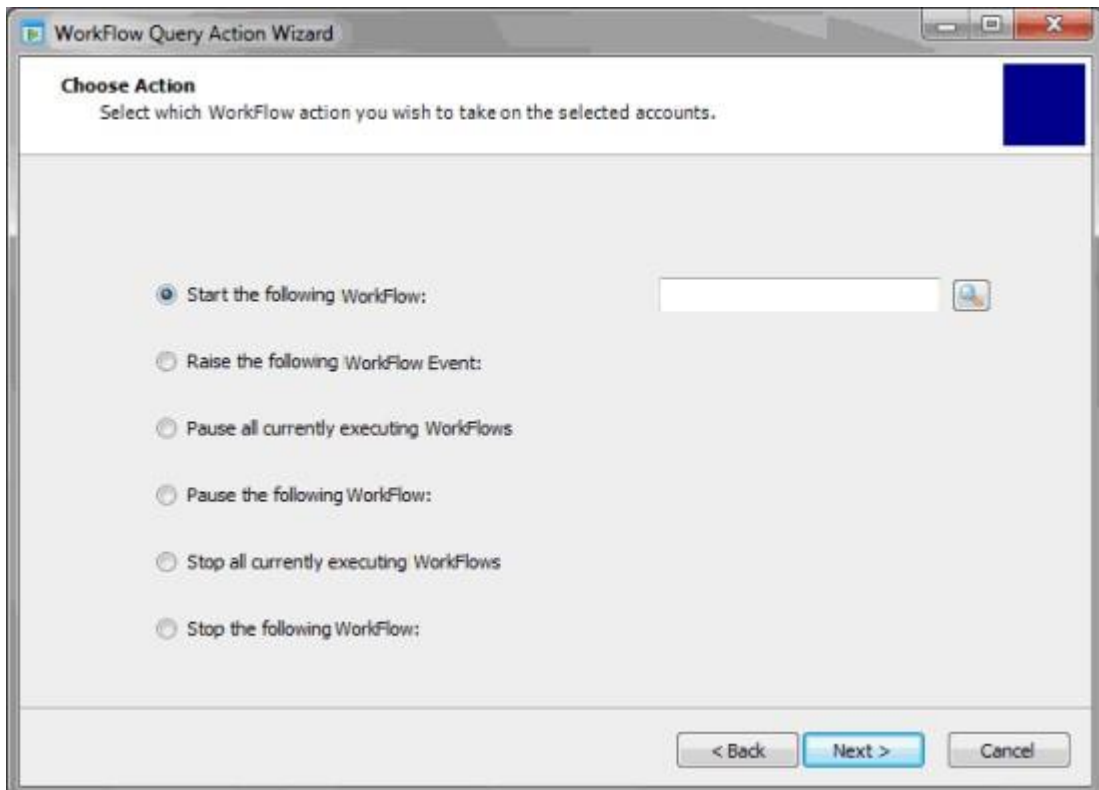 WorkFlow Query Action Wizard
Choose Action
Select which WorkFlow action you wish to take on the selected accounts.
Start the following WorkFlow:
Raise the following WorkFlow Event:
Pause all currently executing WorkFlows
Pause the following WorkFlow:
Stop all currently executing WorkFlows
Stop the following WorkFlow:
< Back Next > Cancel